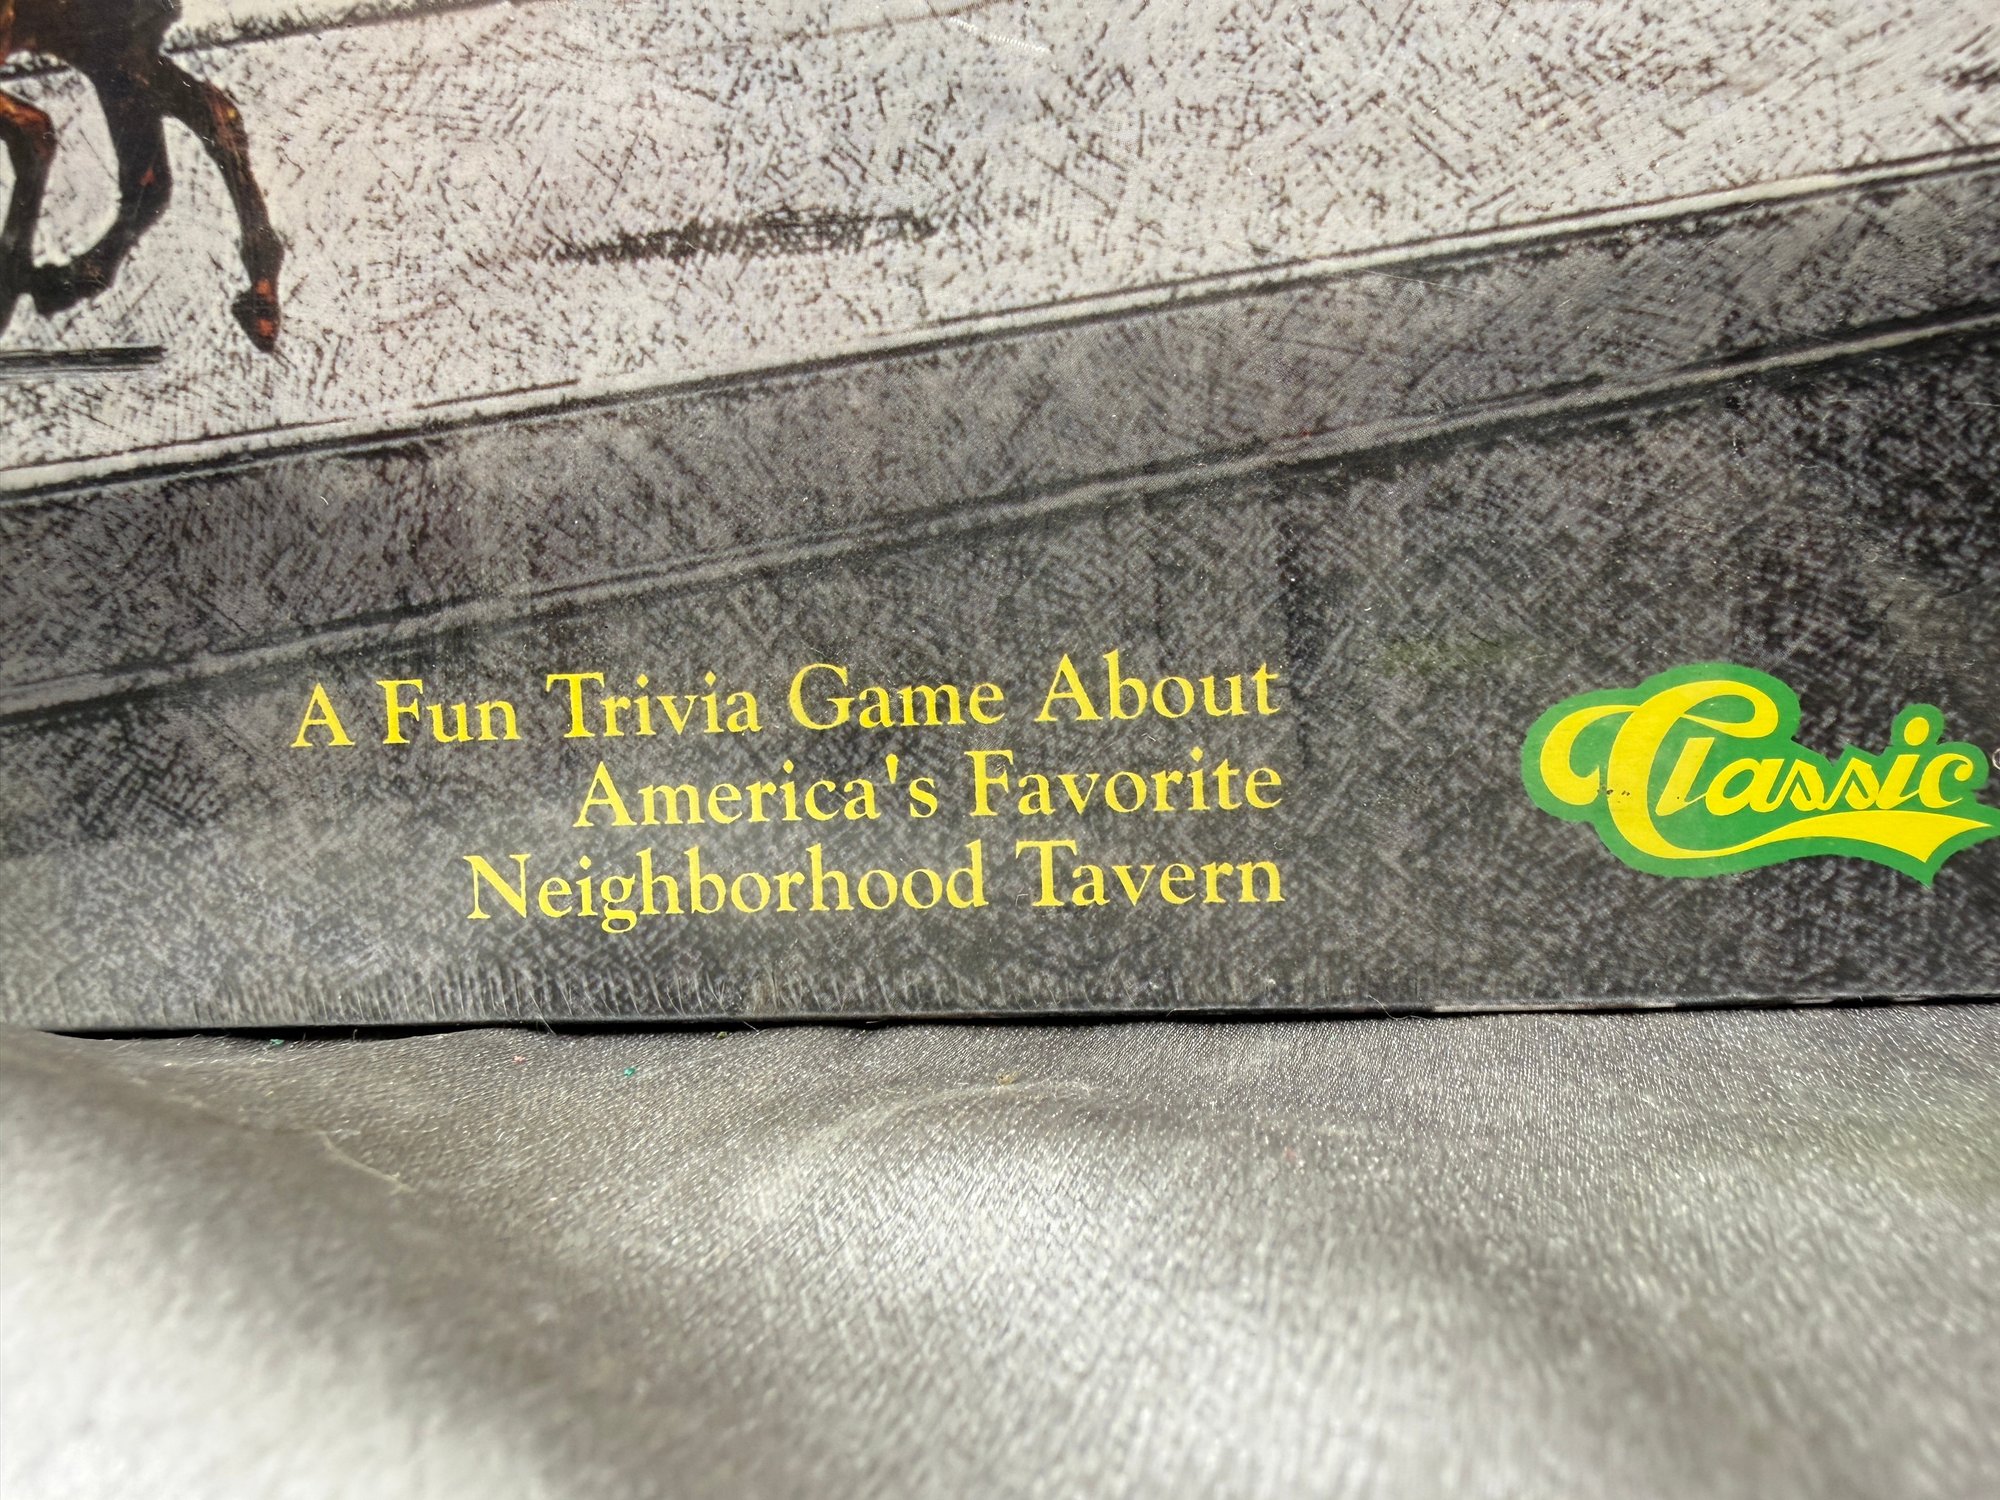 A Fun Trivia Game About
America's Favorite
Neighborhood Tavern
Classic